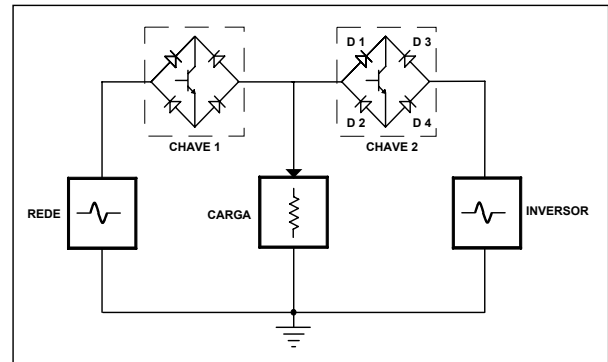 D 1
D 3
D 2
D 4
CHAVE 1
CHAVE 2
REDE
CARGA
INVERSOR